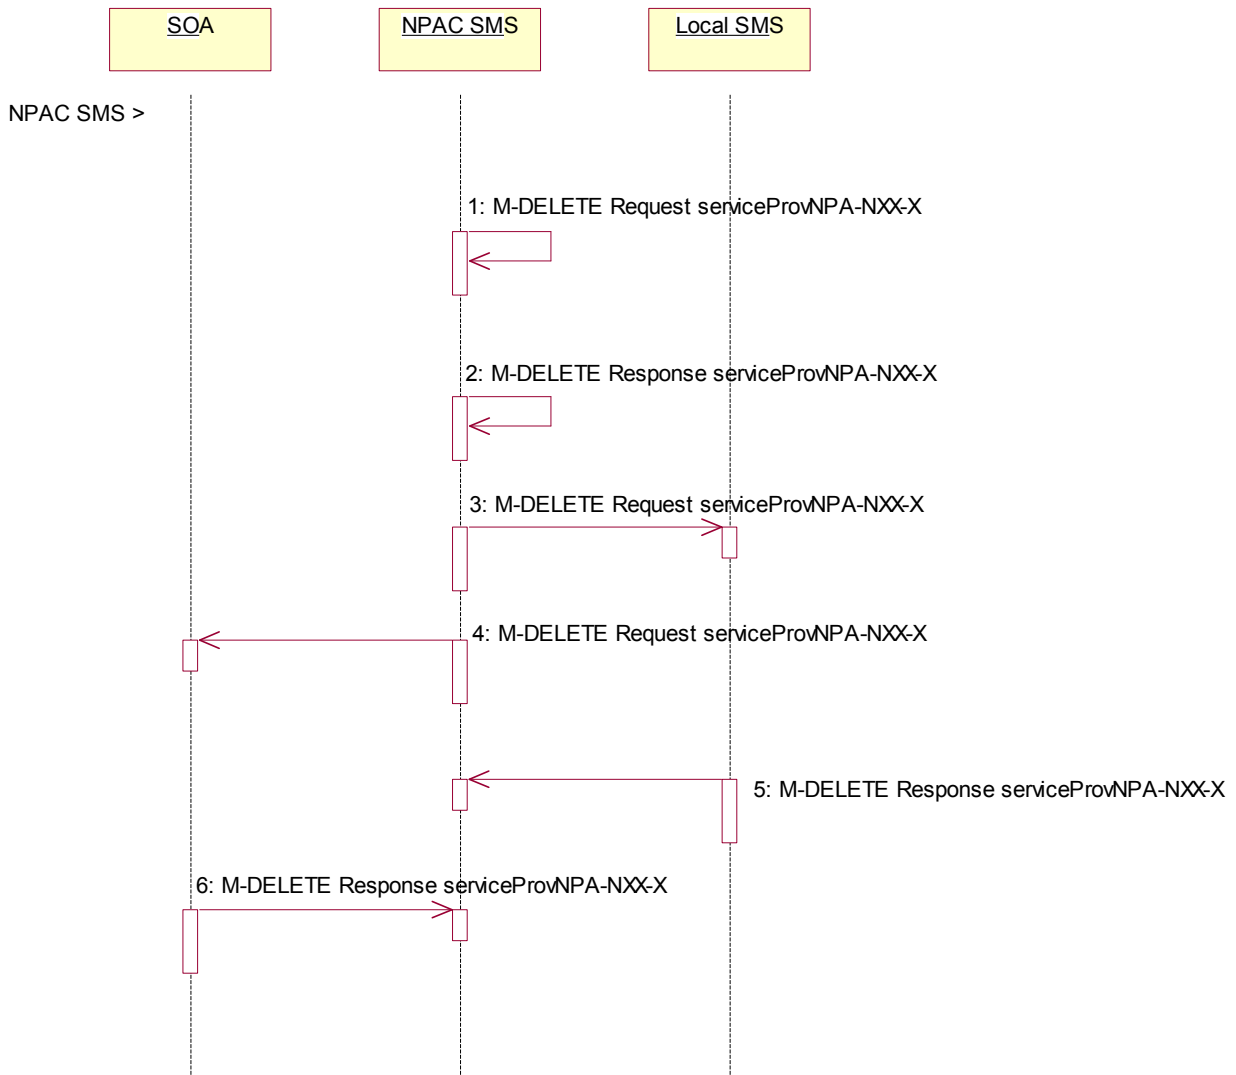 SOA
NPAC SMS
Local SMS
NPAC SMS >
1: M-DELETE Request serviceProvNPA-NXX-X
2: M-DELETE Response serviceProvNPA-NXX-X
3: M-DELETE Request serviceProvNPA-NXX-X
4: M-DELETE Request serviceProvNPA-NXX-X
5: M-DELETE Response serviceProvNPA-NXX-X
6: M-DELETE Response serviceProvNPA-NXX-X